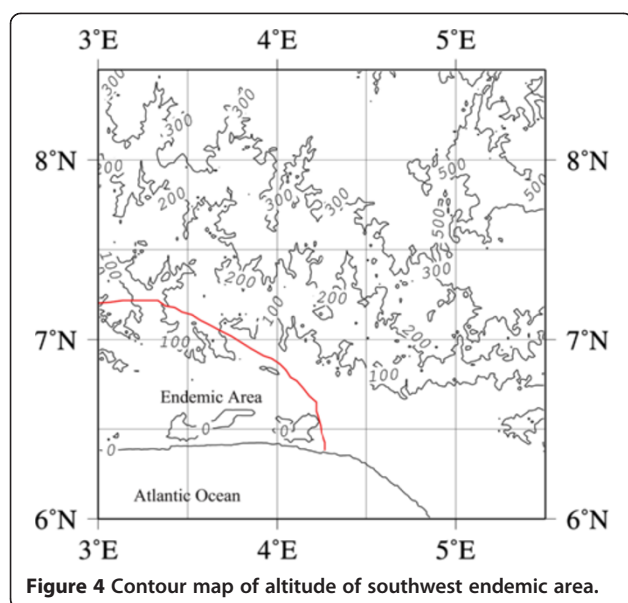 3°E 4°E 5°E
300 300
300 300
8°N 8°N
500
200 300 300
500
500
100 200 300
200
100
7°N 100 200 7°N
100
Endemic Area
0 0
0
Atlantic Ocean
6°N 6°N
3°E 4°E 5°E
Figure 4 Contour map of altitude of southwest endemic area.